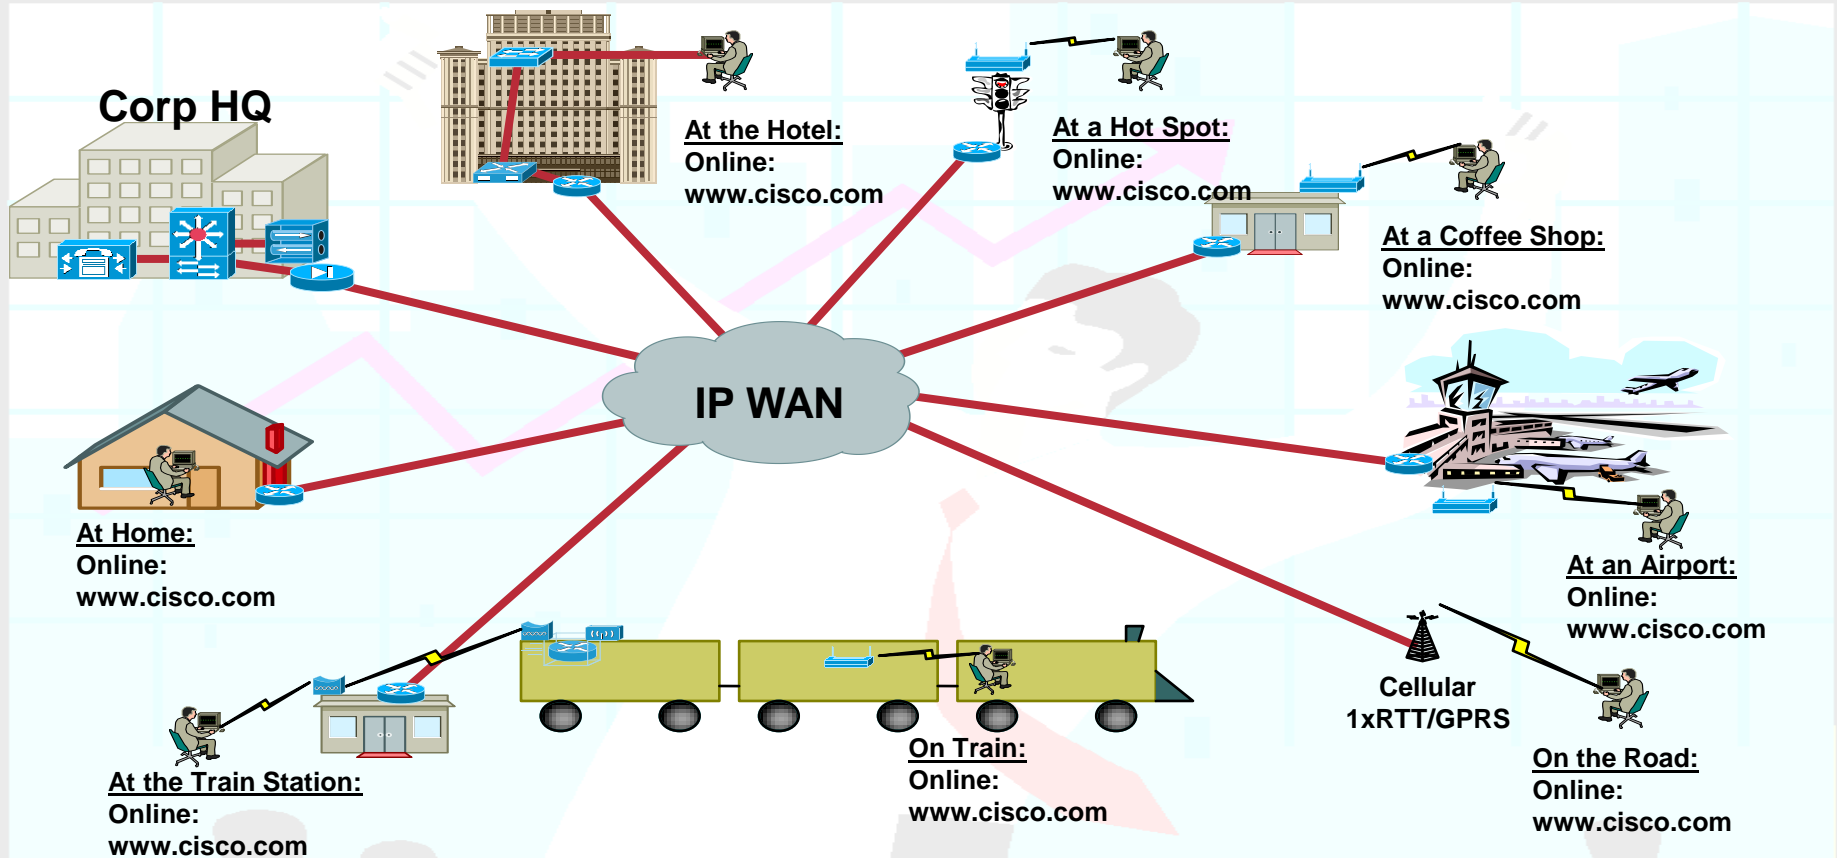 Corp HQ
At the Hotel:
Online:
www.cisco.com
At a Hot Spot:
Online:
www.cisco.com
At a Coffee Shop:
Online:
www.cisco.com
IP WAN
At Home:
Online:
www.cisco.com
At an Airport:
Online:
www.cisco.com
Cellular
1xRTT/GPRS
On the Road:
Online:
www.cisco.com
On Train:
Online:
www.cisco.com
At the Train Station:
Online:
www.cisco.com